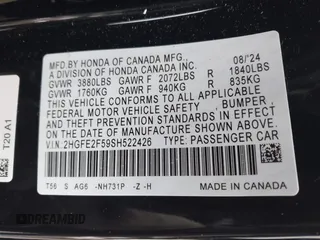 MFD.BY HONDA OF CANADA MFG., 08/'24
A DIVISION OF HONDA CANADA INC.
GVWR 3880LBS GAWR F 2072LBS R 1840LBS
GVWR 1760KG GAWR F 940KG R 835KG
THIS VEHICLE CONFORMS TO ALL APPLICABLE
FEDERAL MOTOR VEHICLE SAFETY, BUMPER,
AND THEFT PREVENTION STANDARDS IN EFFECT ON THE
DATE OF MANUFACTURE SHOWN ABOVE.
V.I.N: 2HGFE2F59SH522426 TYPE: PASSENGER CAR
T56 S AG6 -NH731P -Z -H
MADE IN CANADA
T20 A1
DREAMBID